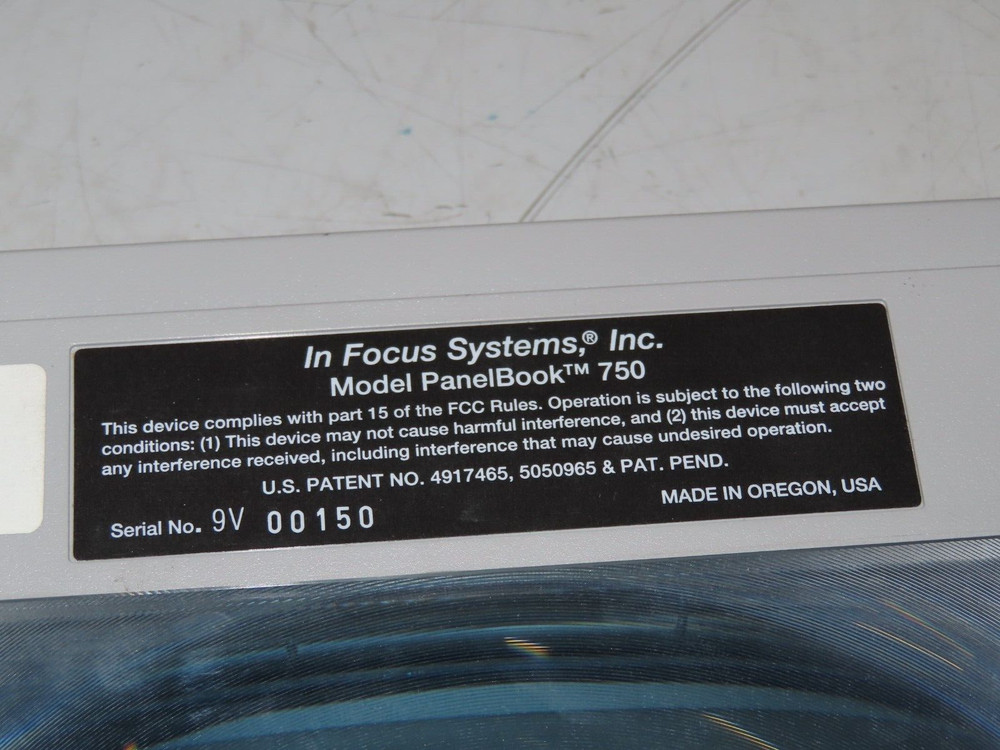 In Focus Systems,® Inc.
Model PanelBook™ 750
This device complies with part 15 of the FCC Rules. Operation is subject to the following two
conditions: (1) This device may not cause harmful interference, and (2) this device must accept
any interference received, including interference that may cause undesired operation.
U.S. PATENT NO. 4917465, 5050965 & PAT. PEND.
MADE IN OREGON, USA
Serial No. 9V 00150